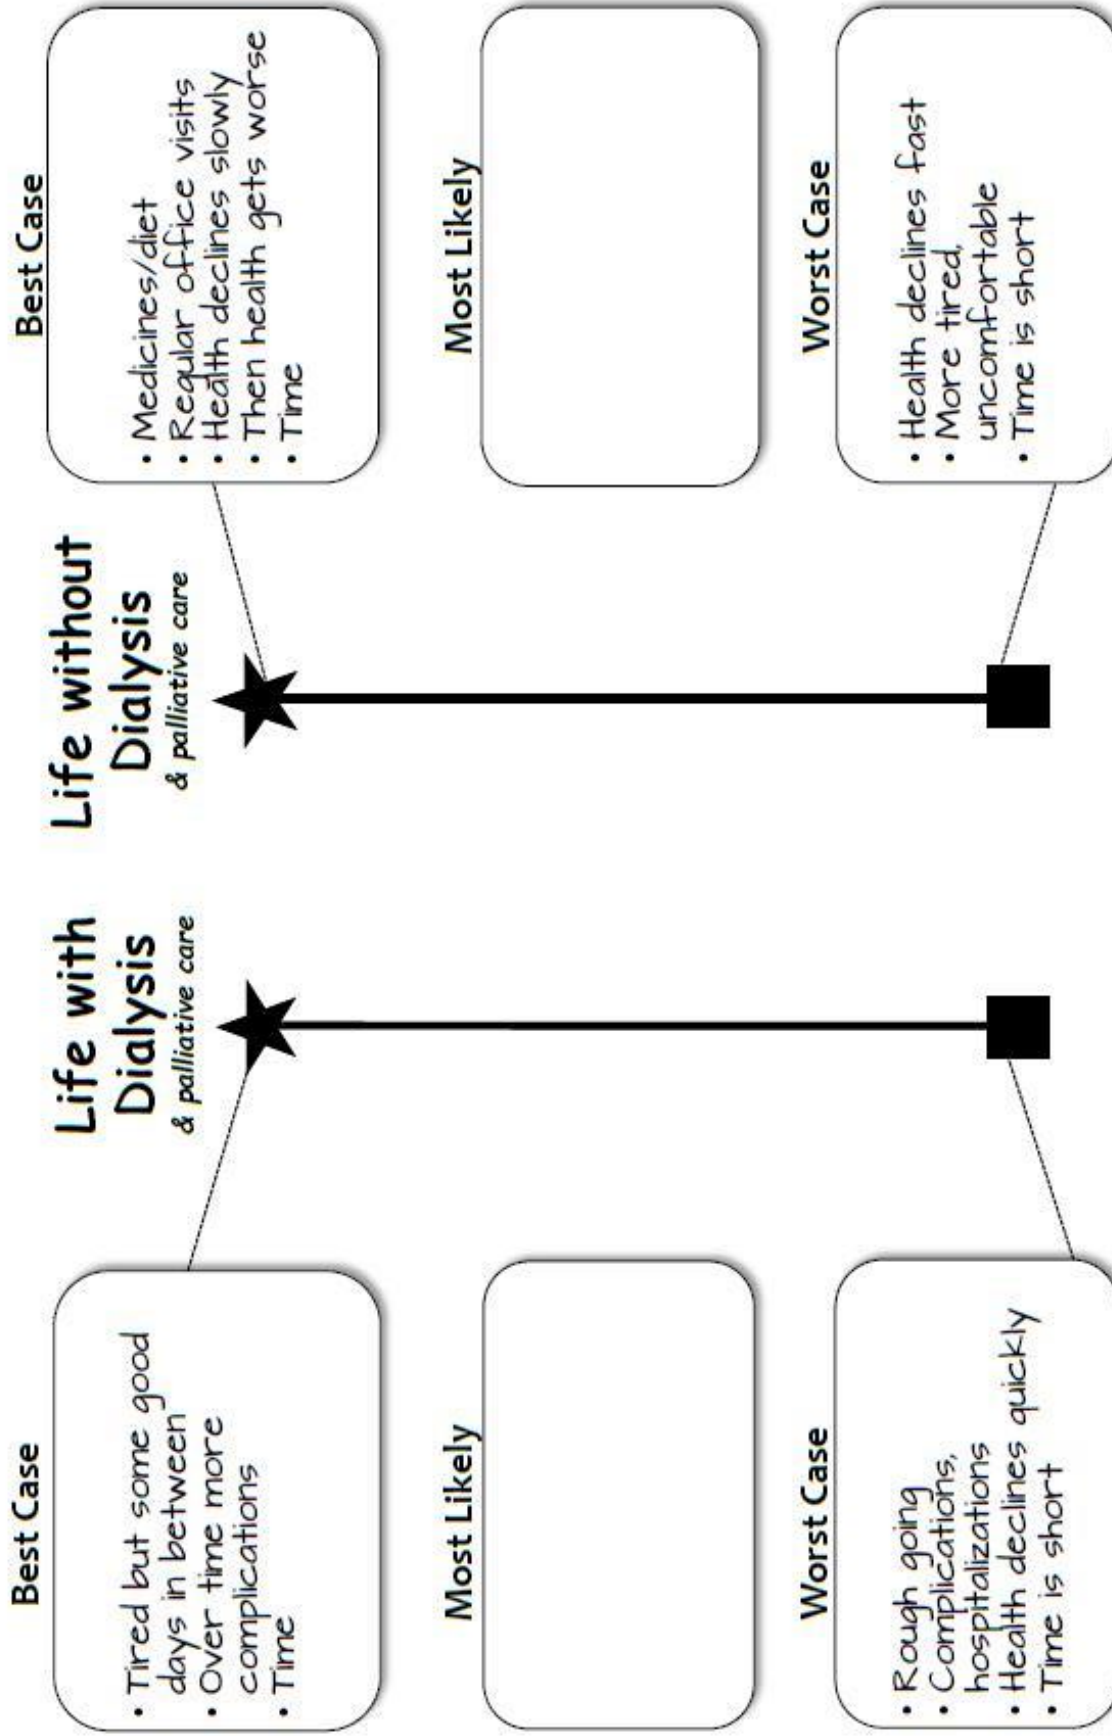 Life with
Dialysis
& palliative care
Best Case
• Tired but some good
days in between
• Over time more
complications
• Time
Most Likely
Worst Case
• Rough going
• Complications,
hospitalizations
• Health declines quickly
• Time is short
Life without
Dialysis
& palliative care
Best Case
• Medicines/diet
• Regular office visits
• Health declines slowly
• Then health gets worse
• Time
Most Likely
Worst Case
• Health declines fast
• More tired,
uncomfortable
• Time is short